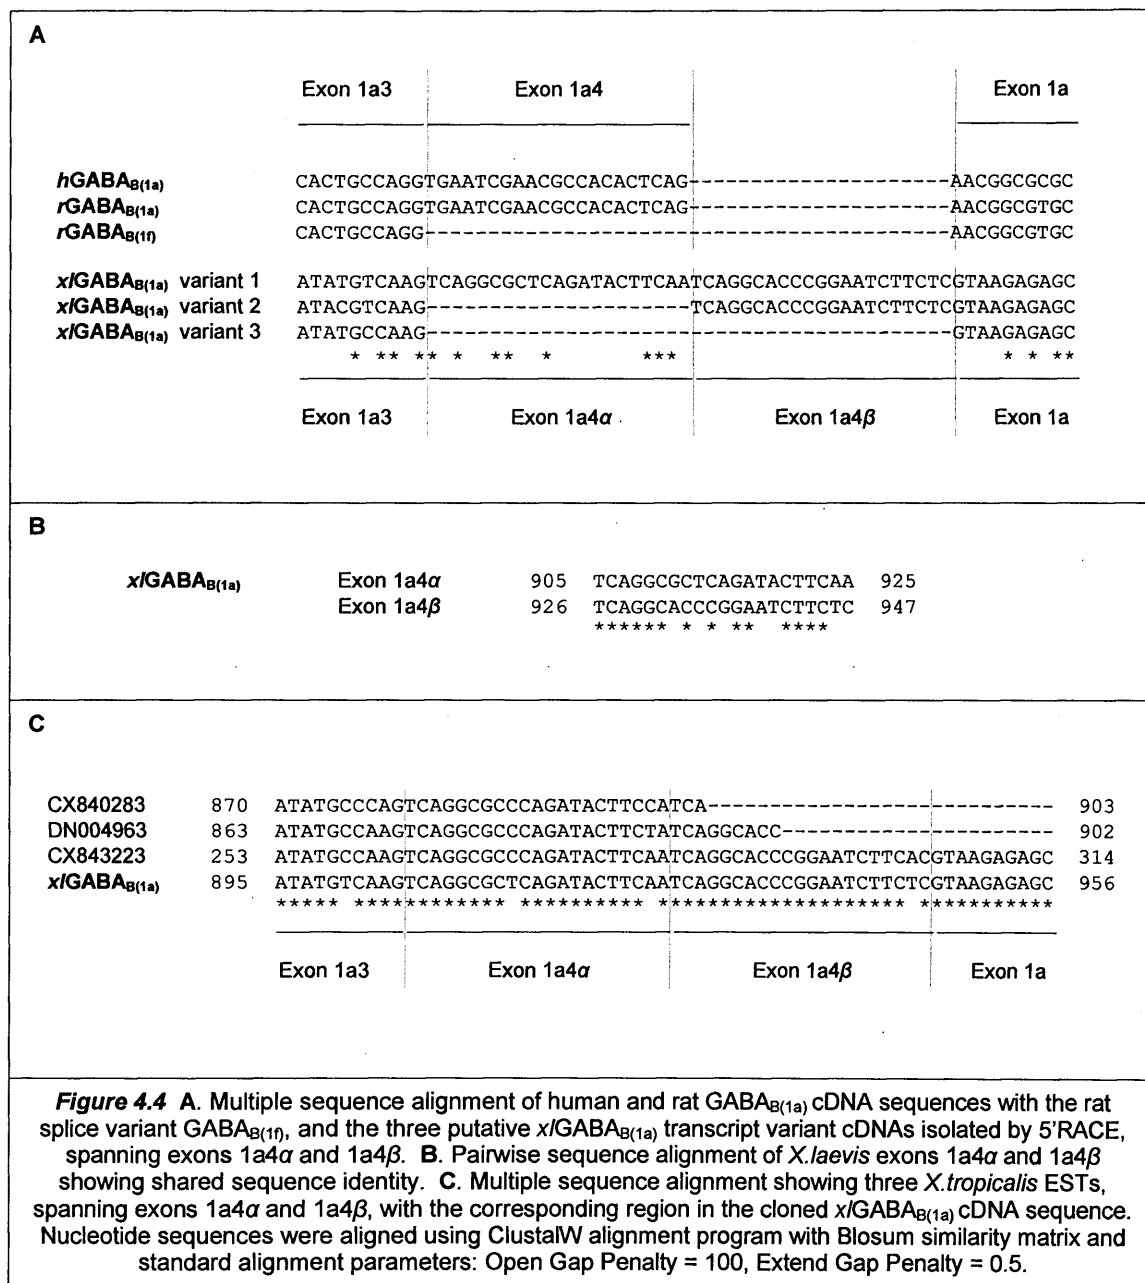 A
Exon 1a3 Exon 1a4 Exon 1a
hGABAB(1a) CACTGCCAGGTGAATCGAACGCCACACTCAG---------------------AACGGCGCGC
rGABAB(1a) CACTGCCAGGTGAATCGAACGCCACACTCAG---------------------AACGGCGTGC
rGABAB(1f) CACTGCCAGG------------------------------------------AACGGCGTGC
xlGABAB(1a) variant 1 ATATGTCAAGTCAGGCGCTCAGATACTTCAATCAGGCACCCGGAATCTTCTCGTAAGAGAGC
xlGABAB(1a) variant 2 ATACGTCAAG---------------------TCAGGCACCCGGAATCTTCTCGTAAGAGAGC
xlGABAB(1a) variant 3 ATATGCCAAG------------------------------------------GTAAGAGAGC
* ** ** * ** * *** * * **
Exon 1a3 Exon 1a4α Exon 1a4β Exon 1a
B
xlGABAB(1a) Exon 1a4α 905 TCAGGCGCTCAGATACTTCAA 925
Exon 1a4β 926 TCAGGCACCCGGAATCTTCTC 947
****** * * ** ****
C
CX840283 870 ATATGCCCAGTCAGGCGCCCAGATACTTCCATCA---------------------------- 903
DN004963 863 ATATGCCAAGTCAGGCGCCCAGATACTTCTATCAGGCACC---------------------- 902
CX843223 253 ATATGCCAAGTCAGGCGCCCAGATACTTCAATCAGGCACCCGGAATCTTCACGTAAGAGAGC 314
xlGABAB(1a) 895 ATATGTCAAGTCAGGCGCTCAGATACTTCAATCAGGCACCCGGAATCTTCTCGTAAGAGAGC 956
***** ************ ********** ******************* ***********
Exon 1a3 Exon 1a4α Exon 1a4β Exon 1a
Figure 4.4 A. Multiple sequence alignment of human and rat GABAB(1a) cDNA sequences with the rat
splice variant GABAB(1f), and the three putative xlGABAB(1a) transcript variant cDNAs isolated by 5'RACE,
spanning exons 1a4α and 1a4β. B. Pairwise sequence alignment of X.laevis exons 1a4α and 1a4β
showing shared sequence identity. C. Multiple sequence alignment showing three X.tropicalis ESTs,
spanning exons 1a4α and 1a4β, with the corresponding region in the cloned xlGABAB(1a) cDNA sequence.
Nucleotide sequences were aligned using ClustalW alignment program with Blosum similarity matrix and
standard alignment parameters: Open Gap Penalty = 100, Extend Gap Penalty = 0.5.